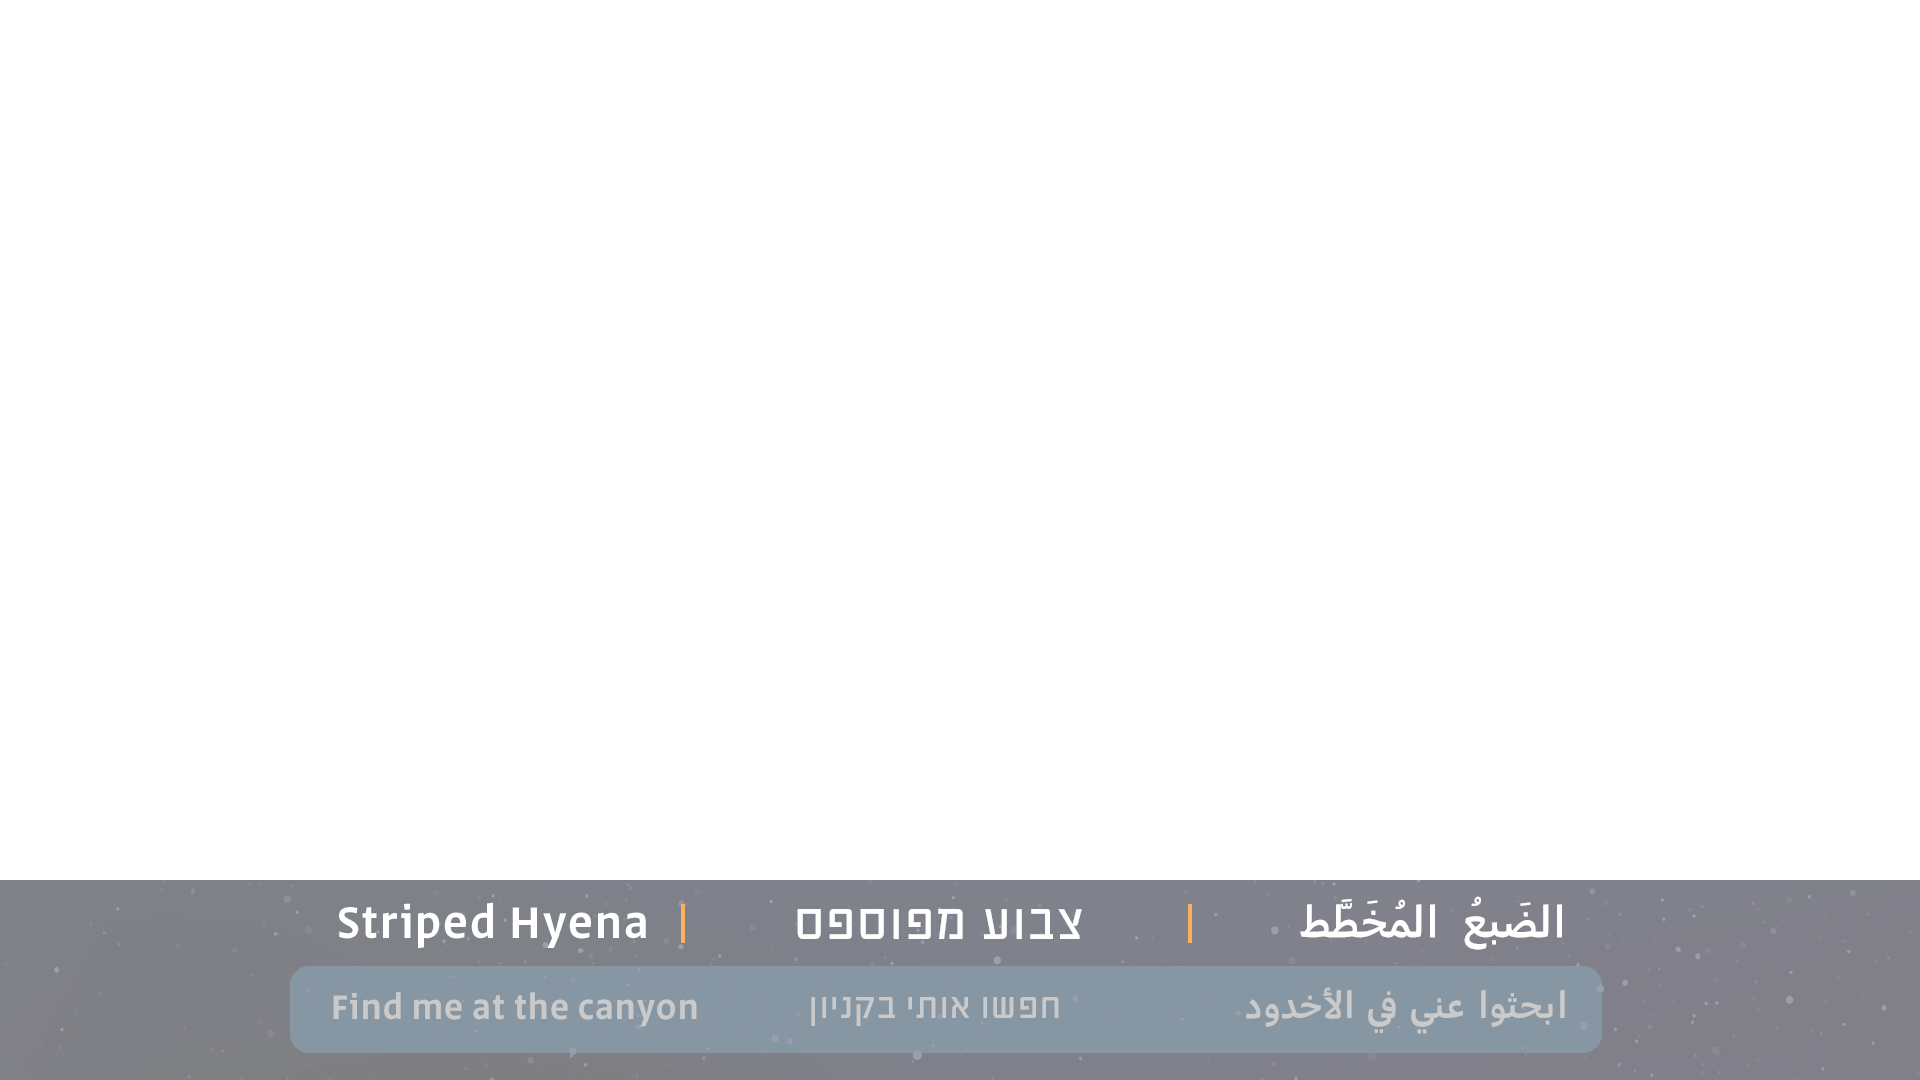 Striped Hyena | צבוע מפוספס | الضَبعُ المُخَطَّط
Find me at the canyon חפשו אותי בקניון ابحثوا عني في الأخدود